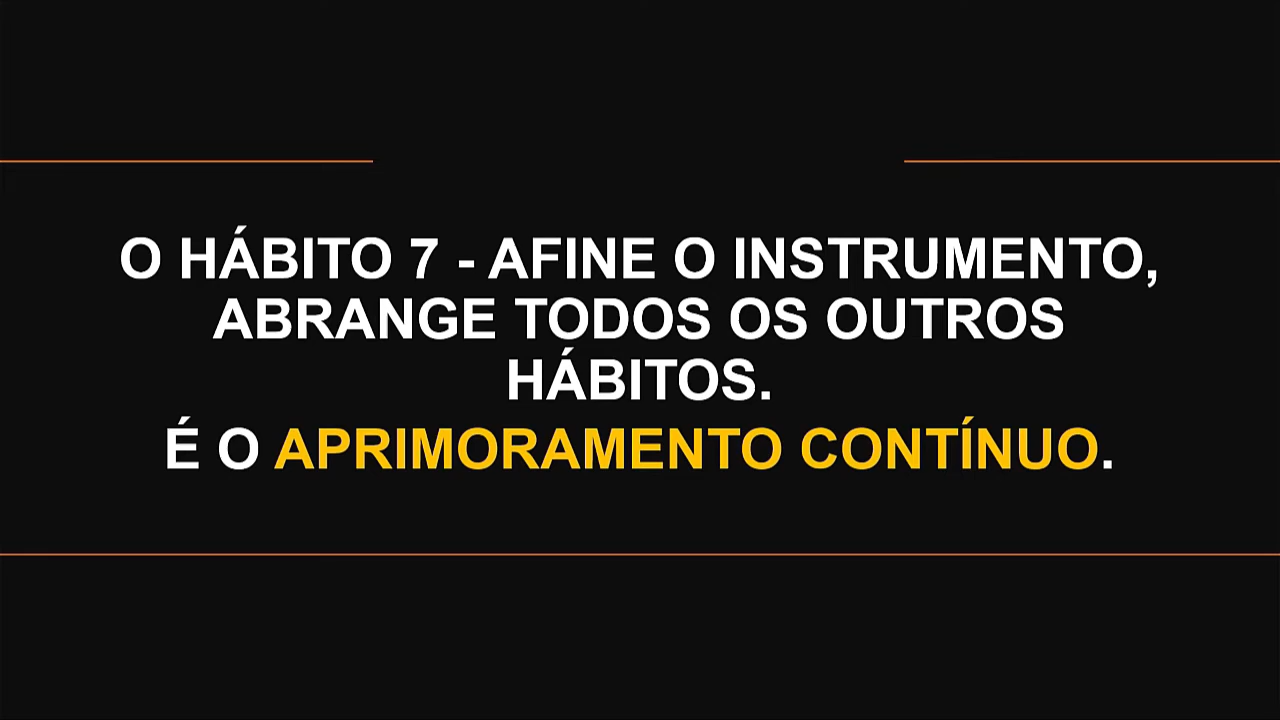 O HÁBITO 7 - AFINE O INSTRUMENTO,
ABRANGE TODOS OS OUTROS
HÁBITOS.
É O APRIMORAMENTO CONTÍNUO.